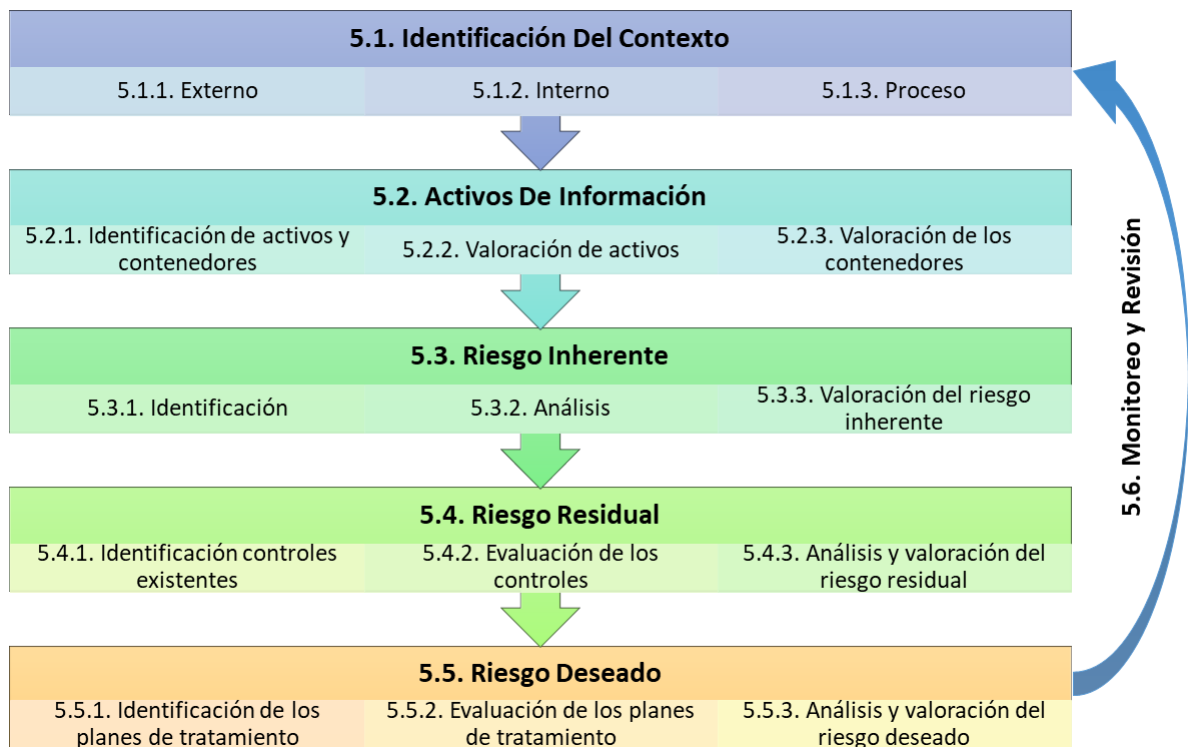 5.1. Identificación Del Contexto
5.1.1. Externo
5.1.2. Interno
5.1.3. Proceso
5.2. Activos De Información
5.2.1. Identificación de activos y
contenedores
5.2.2. Valoración de activos
5.2.3. Valoración de los
contenedores
5.3. Riesgo Inherente
5.3.1. Identificación
5.3.2. Análisis
5.3.3. Valoración del riesgo
inherente
5.4. Riesgo Residual
5.4.1. Identificación controles
existentes
5.4.2. Evaluación de los
controles
5.4.3. Análisis y valoración del
riesgo residual
5.5. Riesgo Deseado
5.5.1. Identificación de los
planes de tratamiento
5.5.2. Evaluación de los planes
de tratamiento
5.5.3. Análisis y valoración del
riesgo deseado
5.6. Monitoreo y Revisión